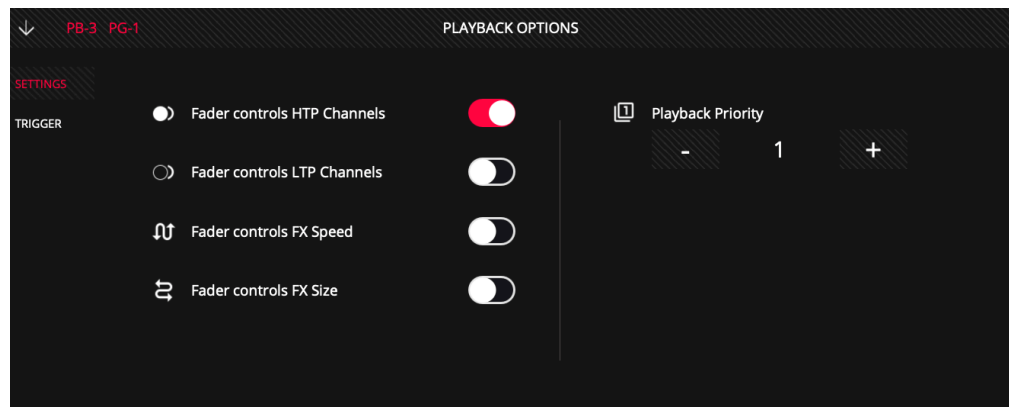 PB-3 PG-1
PLAYBACK OPTIONS
SETTINGS
TRIGGER
Fader controls HTP Channels
Fader controls LTP Channels
Fader controls FX Speed
Fader controls FX Size
1 Playback Priority
- 1 +